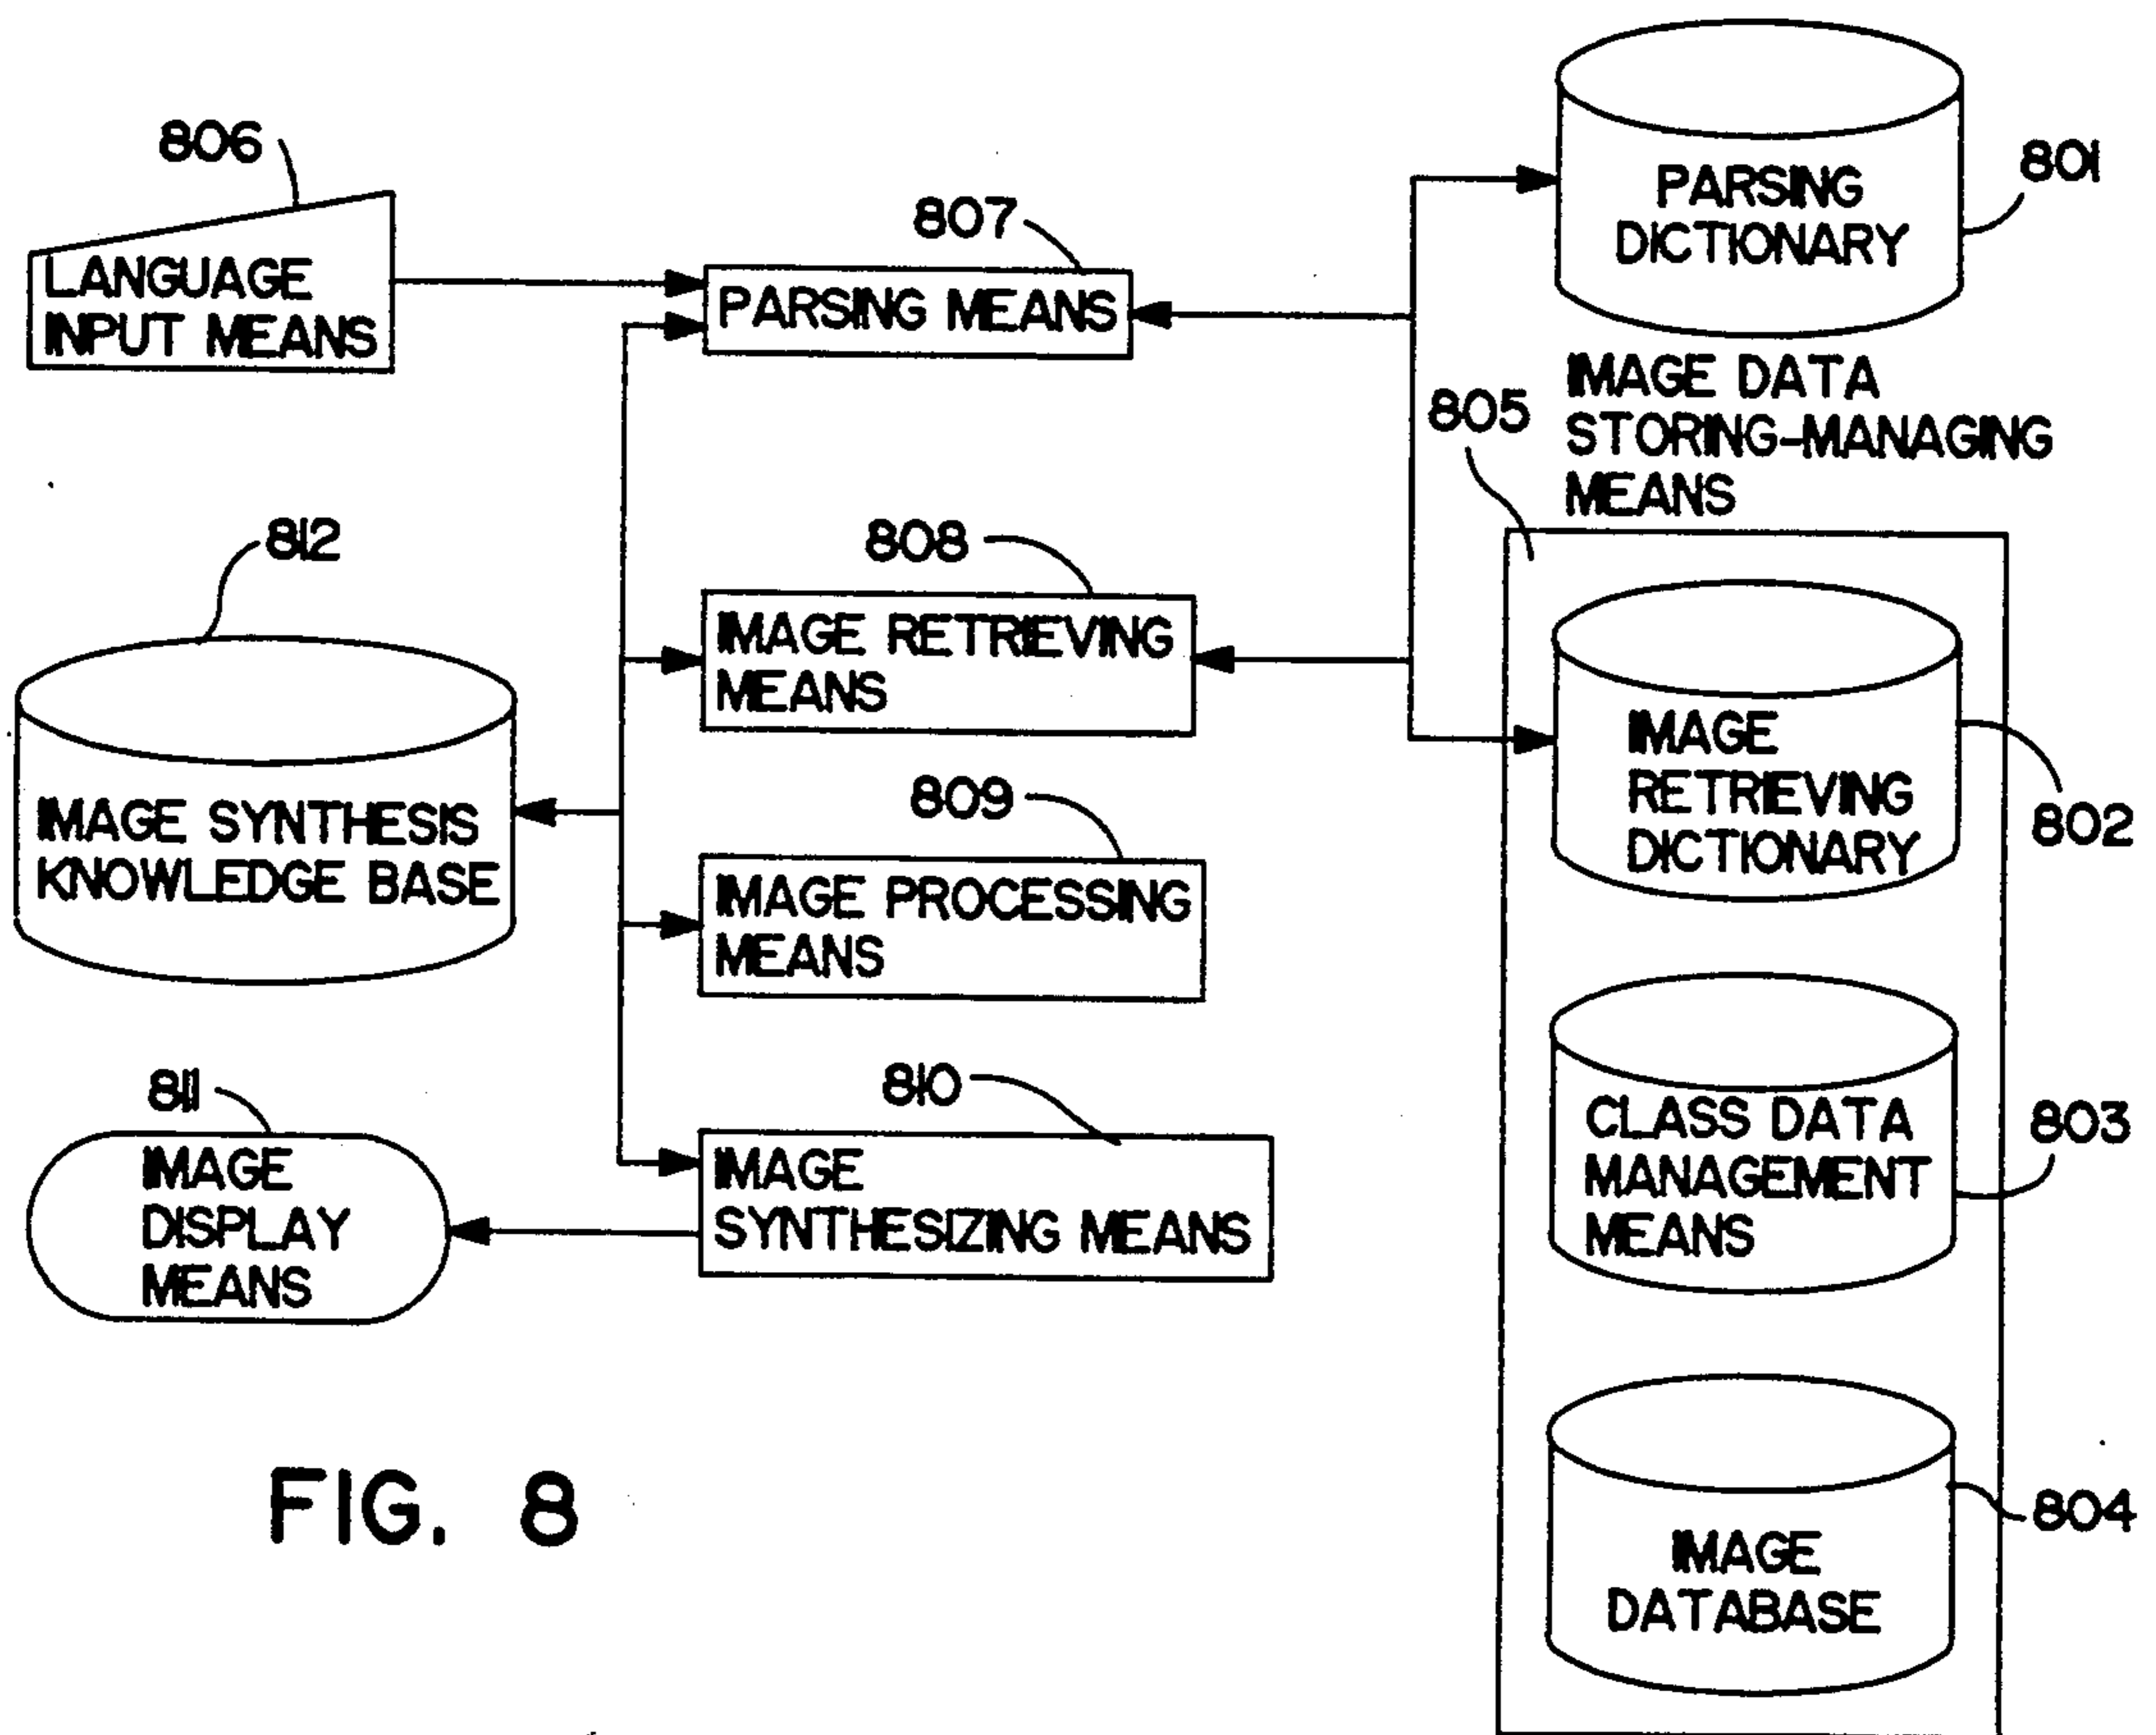 806
LANGUAGE
INPUT MEANS
807
PARSING MEANS
PARSING
DICTIONARY
801
IMAGE DATA
STORING-MANAGING
MEANS
805
812
IMAGE SYNTHESIS
KNOWLEDGE BASE
808
IMAGE RETRIEVING
MEANS
IMAGE
RETRIEVING
DICTIONARY
802
809
IMAGE PROCESSING
MEANS
811
IMAGE
DISPLAY
MEANS
810
IMAGE
SYNTHESIZING MEANS
CLASS DATA
MANAGEMENT
MEANS
803
IMAGE
DATABASE
804
FIG. 8